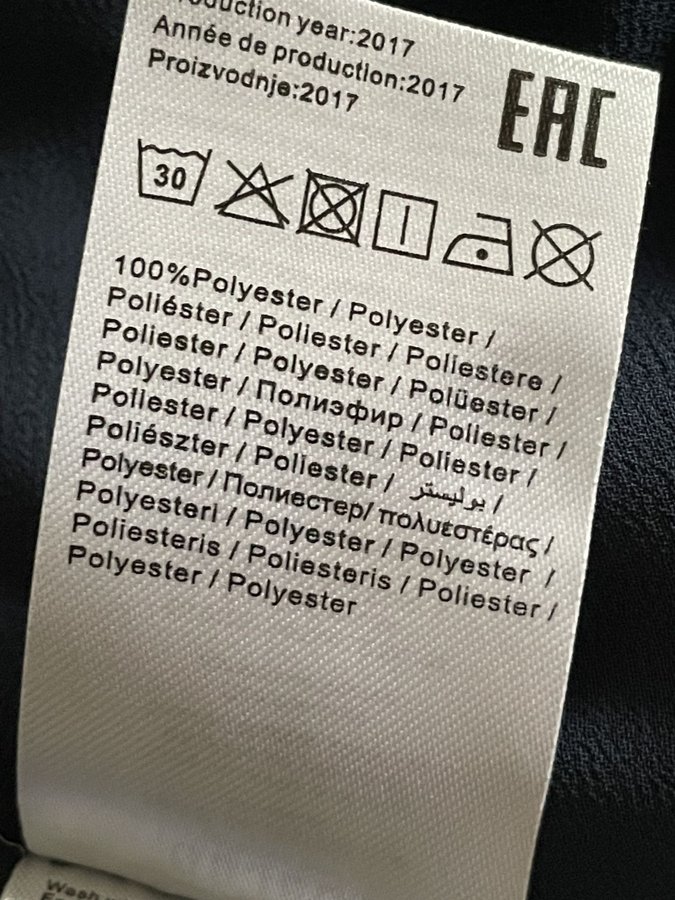 Production year:2017
Année de production:2017
Proizvodnje:2017
EAC
30
100%Polyester / Polyester /
Poliéster / Poliester / Poliestere /
Poliester / Polyester / Polüester /
Polyester / Полиэфир / Poliester /
Poliester / Polyester / Poliester /
Poliészter / Poliester / بوليستر /
Polyester / Полиестер/ πολυεστέρας /
Polyesteri / Polyester / Polyester /
Poliesteris / Poliesteris / Poliester /
Polyester / Polyester
Wash